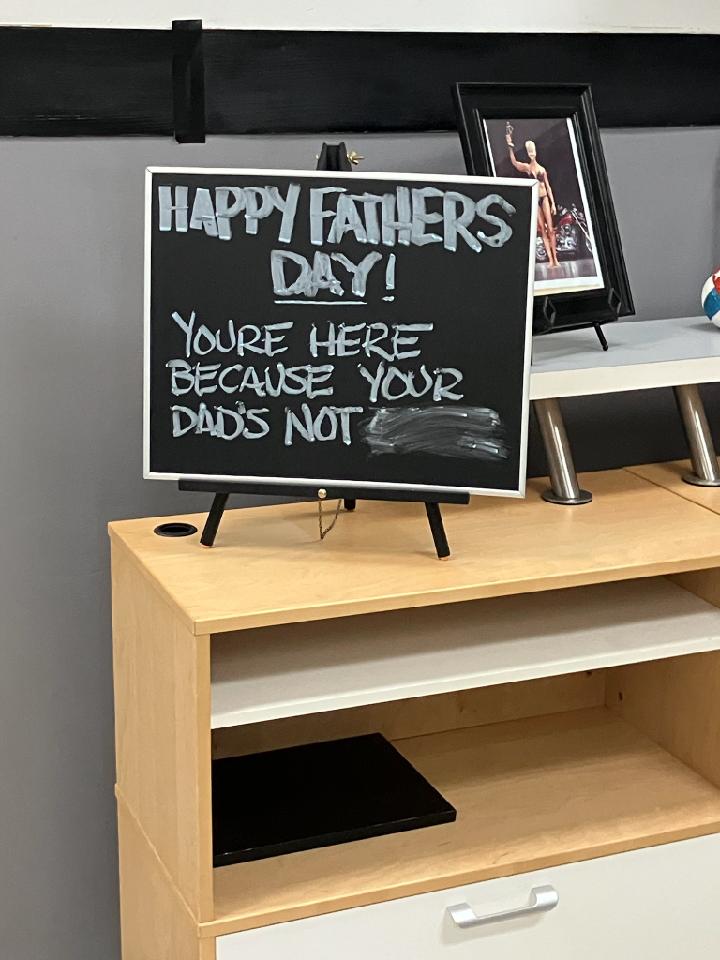 HAPPY FATHERS
DAY!
YOURE HERE
BECAUSE YOUR
DAD'S NOT